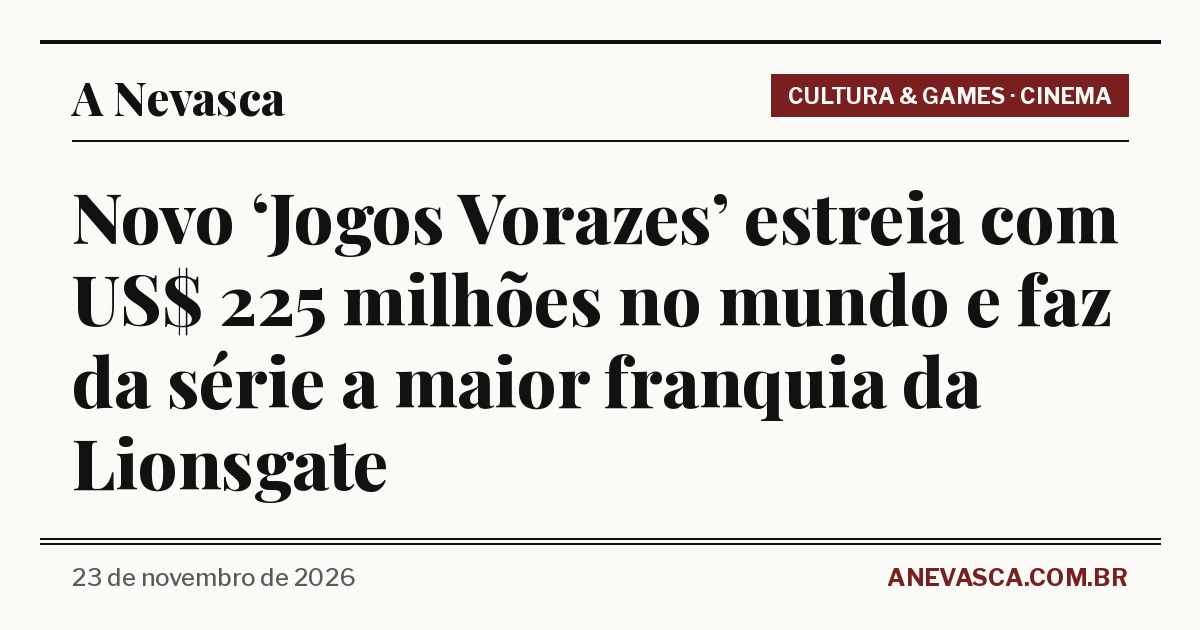 A Nevasca
CULTURA & GAMES · CINEMA
Novo ‘Jogos Vorazes’ estreia com
US$ 225 milhões no mundo e faz
da série a maior franquia da
Lionsgate
23 de novembro de 2026
ANEVASCA.COM.BR